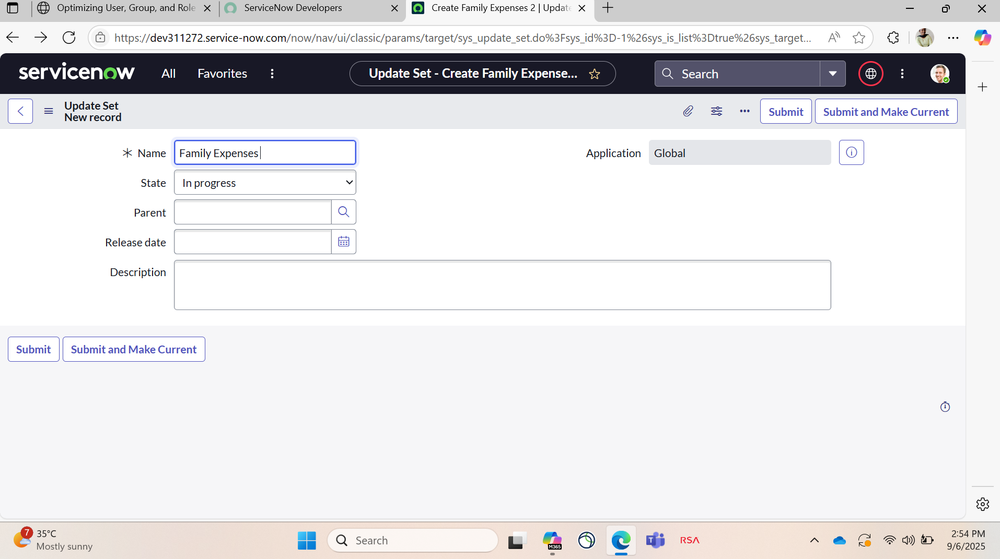 Optimizing User, Group, and Role
ServiceNow Developers
Create Family Expenses 2 | Update
https://dev311272.service-now.com/now/nav/ui/classic/params/target/sys_update_set.do%3Fsys_id%3D-1%26sys_is_list%3Dtrue%26sys_target...
servicenow
All
Favorites
Update Set - Create Family Expense...
Search
Update Set
New record
Submit
Submit and Make Current
Name
Family Expenses
Application
Global
State
In progress
Parent
Release date
Description
Submit
Submit and Make Current
7
35°C
Mostly sunny
Search
M365
T
RSA
2:54 PM
9/6/2025